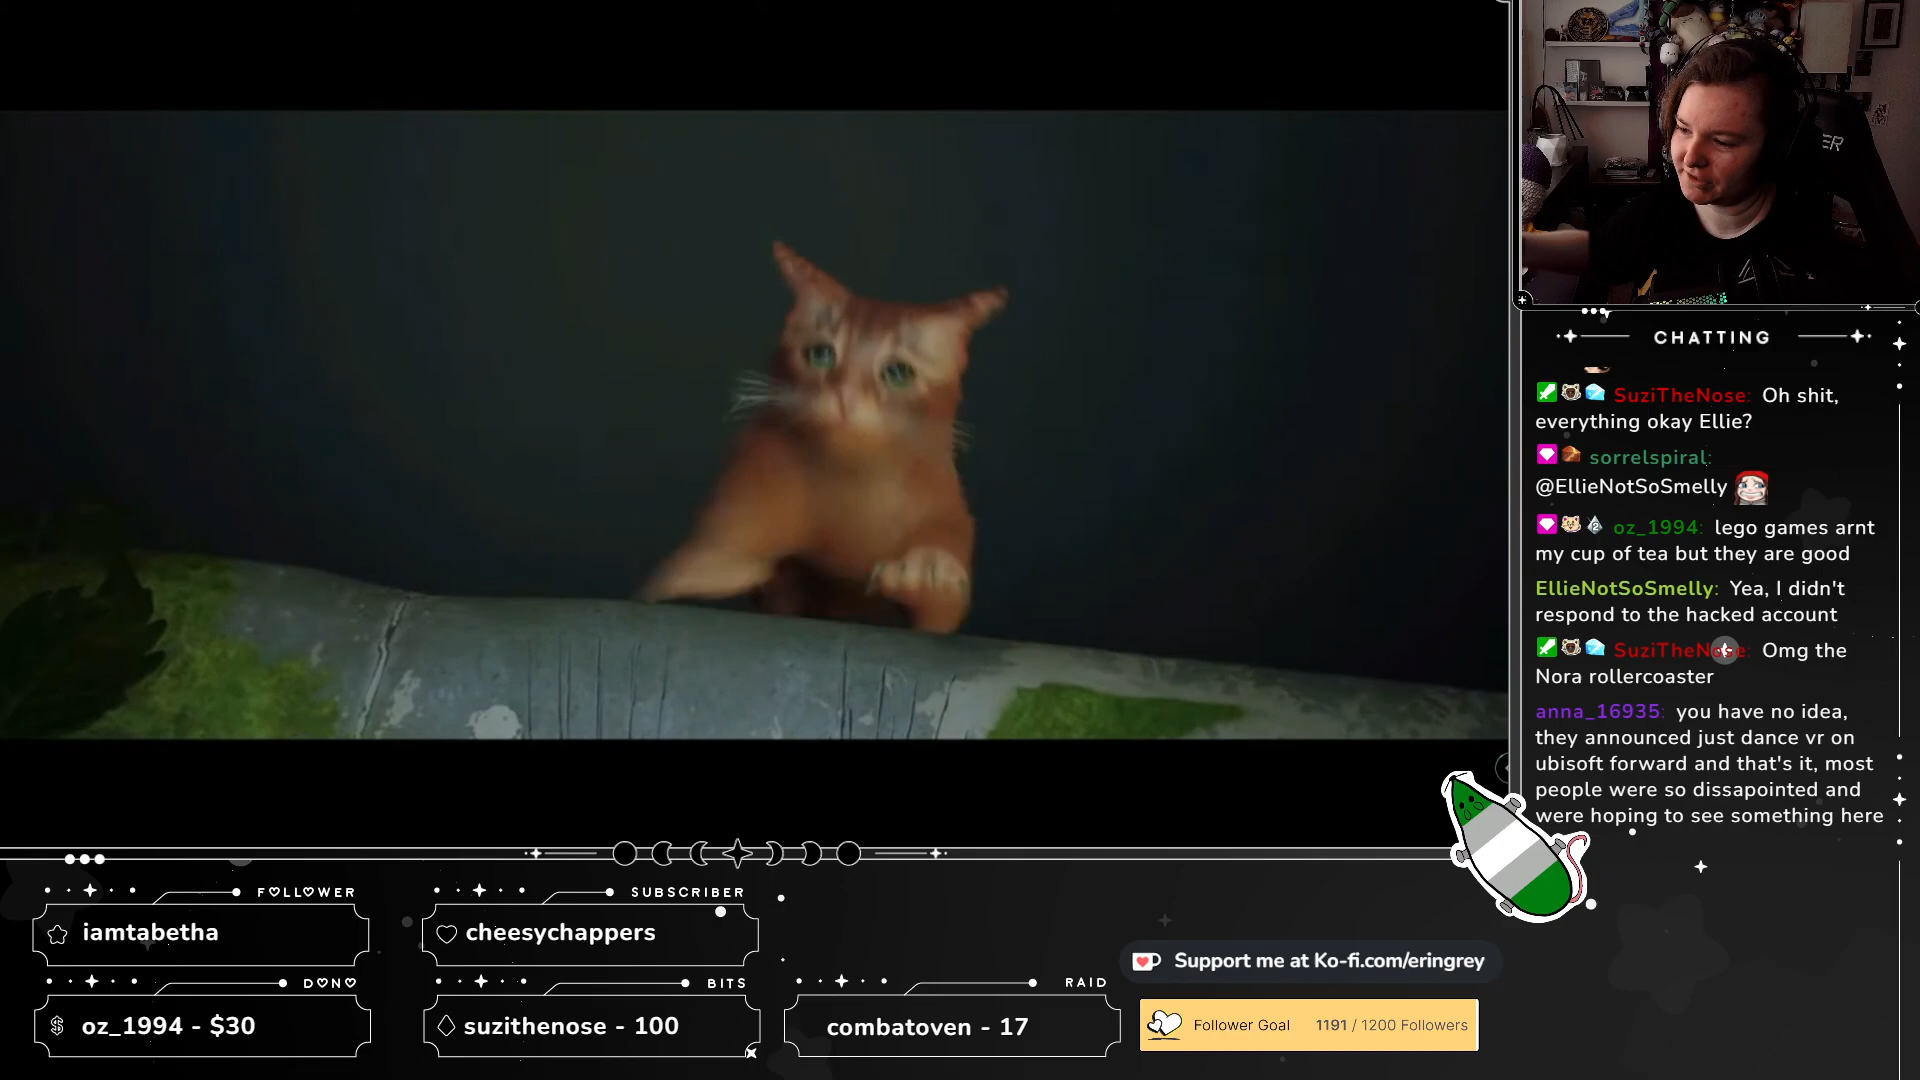 CHATTING
SuziTheNose: Oh shit,
everything okay Ellie?
sorrelspiral:
@EllieNotSoSmelly
oz_1994: lego games arnt
my cup of tea but they are good
EllieNotSoSmelly: Yea, I didn't
respond to the hacked account
SuziTheNose: Omg the
Nora rollercoaster
anna_16935: you have no idea,
they announced just dance vr on
ubisoft forward and that's it, most
people were so dissapointed and
were hoping to see something here
FOLLOWER
iamtabetha
SUBSCRIBER
cheesychappers
DONO
oz_1994 - $30
BITS
suzithenose - 100
RAID
combatoven - 17
Support me at Ko-fi.com/eringrey
Follower Goal 1191 / 1200 Followers